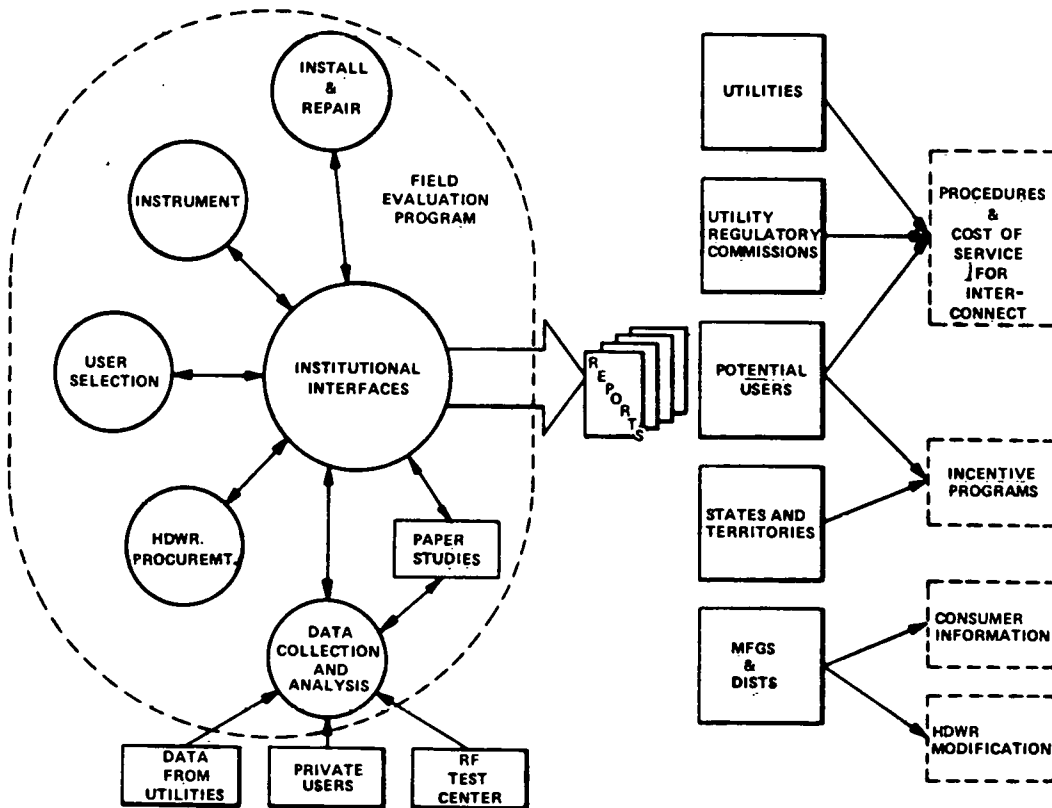 INSTALL
&
REPAIR
FIELD
EVALUATION
PROGRAM
INSTRUMENT
USER
SELECTION
INSTITUTIONAL
INTERFACES
HDWR.
PROCUREMT.
PAPER
STUDIES
DATA
COLLECTION
AND
ANALYSIS
DATA
FROM
UTILITIES
PRIVATE
USERS
RF
TEST
CENTER
REPORTS
UTILITIES
UTILITY
REGULATORY
COMMISSIONS
POTENTIAL
USERS
STATES AND
TERRITORIES
MFGS
&
DISTS
PROCEDURES
&
COST OF
SERVICE
FOR
INTER-
CONNECT
INCENTIVE
PROGRAMS
CONSUMER
INFORMATION
HDWR
MODIFICATION